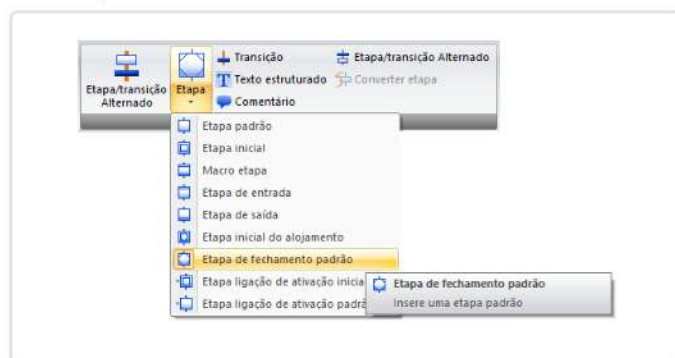 Etapa/transição Alternado
Etapa
Transição
Texto estruturado
Comentário
Etapa/transição Alternado
Converter etapa
Etapa padrão
Etapa inicial
Macro etapa
Etapa de entrada
Etapa de saída
Etapa inicial do alojamento
Etapa de fechamento padrão
Etapa ligação de ativação inicia
Etapa ligação de ativação padrã
Etapa de fechamento padrão
Insere uma etapa padrão